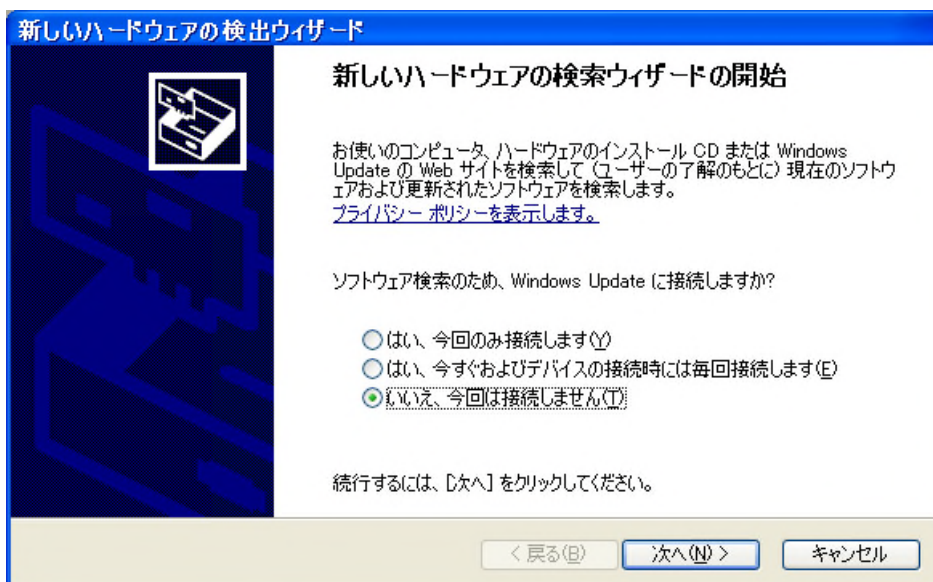 新しいハードウェアの検出ウィザード
新しいハードウェアの検索ウィザードの開始
お使いのコンピュータ、ハードウェアのインストール CD または Windows
Update の Web サイトを検索して (ユーザーの了解のもとに) 現在のソフトウ
ェアおよび更新されたソフトウェアを検索します。
プライバシー ポリシーを表示します。
ソフトウェア検索のため、Windows Update に接続しますか?
はい、今回のみ接続します(Y)
はい、今すぐおよびデバイスの接続時には毎回接続します(E)
いいえ、今回は接続しません(T)
続行するには、[次へ] をクリックしてください。
< 戻る(B)
次へ(N) >
キャンセル